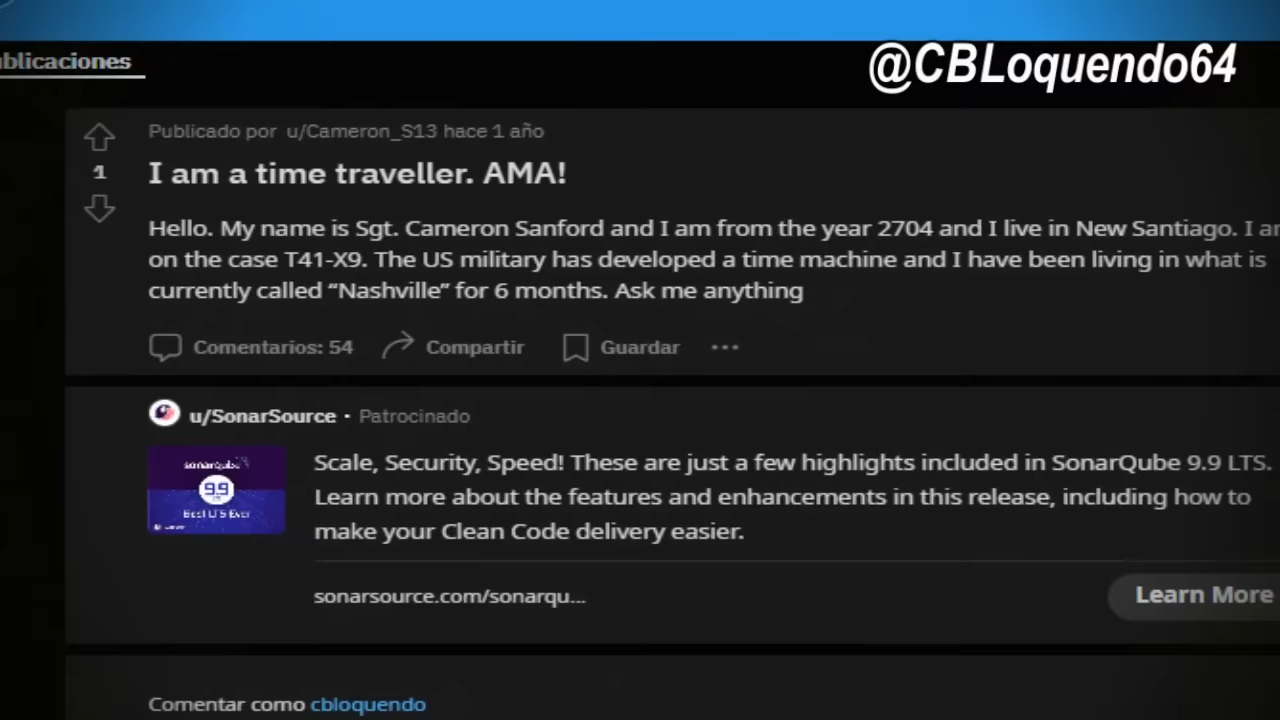 blicaciones
@CBLoquendo64
Publicado por u/Cameron_S13 hace 1 año
1
I am a time traveller. AMA!
Hello. My name is Sgt. Cameron Sanford and I am from the year 2704 and I live in New Santiago. I a
on the case T41-X9. The US military has developed a time machine and I have been living in what is
currently called “Nashville” for 6 months. Ask me anything
Comentarios: 54 Compartir Guardar ...
u/SonarSource · Patrocinado
sonarqube
9.9
LTS
Best LTS Ever
Scale, Security, Speed! These are just a few highlights included in SonarQube 9.9 LTS.
Learn more about the features and enhancements in this release, including how to
make your Clean Code delivery easier.
sonarsource.com/sonarqu...
Learn More
Comentar como cbloquendo